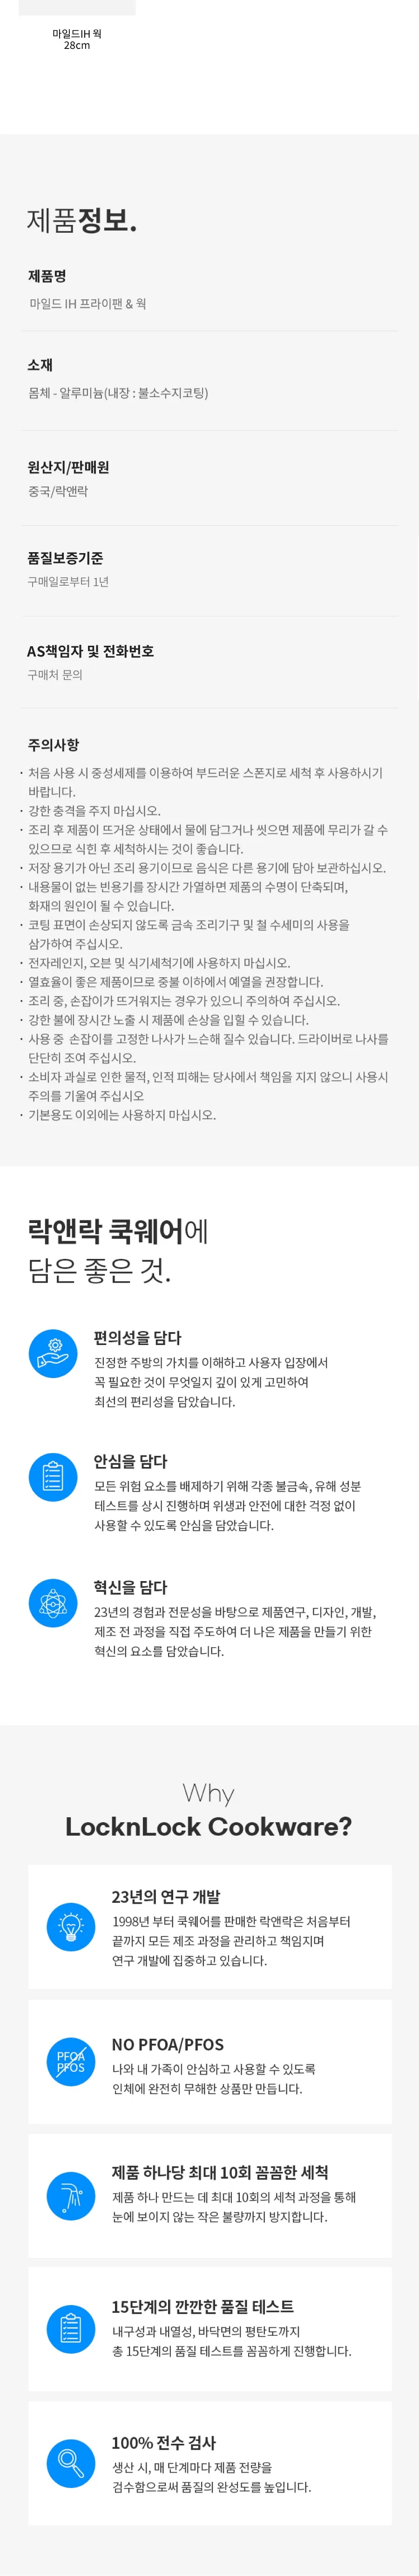 마일드IH 웍
28cm
제품정보.
제품명
마일드 IH 프라이팬 & 웍
소재
몸체 - 알루미늄(내장 : 불소수지코팅)
원산지/판매원
중국/락앤락
품질보증기준
구매일로부터 1년
AS책임자 및 전화번호
구매처 문의
주의사항
· 처음 사용 시 중성세제를 이용하여 부드러운 스폰지로 세척 후 사용하시기
바랍니다.
· 강한 충격을 주지 마십시오.
· 조리 후 제품이 뜨거운 상태에서 물에 담그거나 씻으면 제품에 무리가 갈 수
있으므로 식힌 후 세척하시는 것이 좋습니다.
· 저장 용기가 아닌 조리 용기이므로 음식은 다른 용기에 담아 보관하십시오.
· 내용물이 없는 빈용기를 장시간 가열하면 제품의 수명이 단축되며,
화재의 원인이 될 수 있습니다.
· 코팅 표면이 손상되지 않도록 금속 조리기구 및 철 수세미의 사용을
삼가하여 주십시오.
· 전자레인지, 오븐 및 식기세척기에 사용하지 마십시오.
· 열효율이 좋은 제품이므로 중불 이하에서 예열을 권장합니다.
· 조리 중, 손잡이가 뜨거워지는 경우가 있으니 주의하여 주십시오.
· 강한 불에 장시간 노출 시 제품에 손상을 입힐 수 있습니다.
· 사용 중 손잡이를 고정한 나사가 느슨해 질수 있습니다. 드라이버로 나사를
단단히 조여 주십시오.
· 소비자 과실로 인한 물적, 인적 피해는 당사에서 책임을 지지 않으니 사용시
주의를 기울여 주십시오
· 기본용도 이외에는 사용하지 마십시오.
락앤락 쿡웨어에
담은 좋은 것.
편의성을 담다
진정한 주방의 가치를 이해하고 사용자 입장에서
꼭 필요한 것이 무엇일지 깊이 있게 고민하여
최선의 편리성을 담았습니다.
안심을 담다
모든 위험 요소를 배제하기 위해 각종 불금속, 유해 성분
테스트를 상시 진행하며 위생과 안전에 대한 걱정 없이
사용할 수 있도록 안심을 담았습니다.
혁신을 담다
23년의 경험과 전문성을 바탕으로 제품연구, 디자인, 개발,
제조 전 과정을 직접 주도하여 더 나은 제품을 만들기 위한
혁신의 요소를 담았습니다.
Why
LocknLock Cookware?
23년의 연구 개발
1998년 부터 쿡웨어를 판매한 락앤락은 처음부터
끝까지 모든 제조 과정을 관리하고 책임지며
연구 개발에 집중하고 있습니다.
PFOA
PFOS
NO PFOA/PFOS
나와 내 가족이 안심하고 사용할 수 있도록
인체에 완전히 무해한 상품만 만듭니다.
제품 하나당 최대 10회 꼼꼼한 세척
제품 하나 만드는 데 최대 10회의 세척 과정을 통해
눈에 보이지 않는 작은 불량까지 방지합니다.
15단계의 깐깐한 품질 테스트
내구성과 내열성, 바닥면의 평탄도까지
총 15단계의 품질 테스트를 꼼꼼하게 진행합니다.
100% 전수 검사
생산 시, 매 단계마다 제품 전량을
검수함으로써 품질의 완성도를 높입니다.